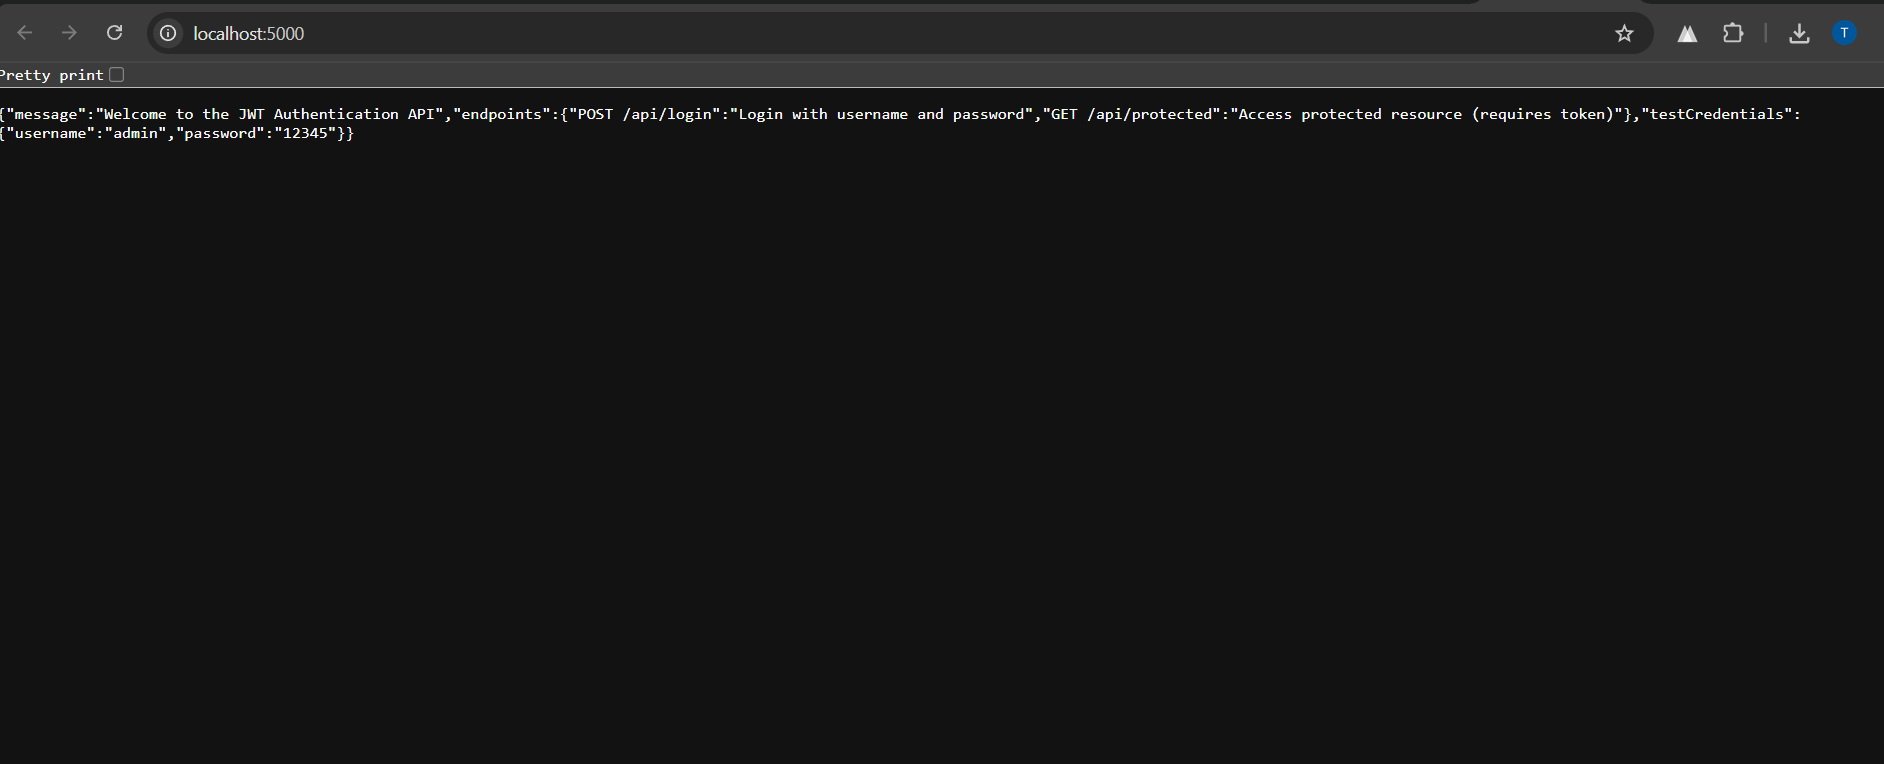 localhost:5000
T
Pretty print
{"message":"Welcome to the JWT Authentication API","endpoints":{"POST /api/login":"Login with username and password","GET /api/protected":"Access protected resource (requires token)"},"testCredentials":
{"username":"admin","password":"12345"}}